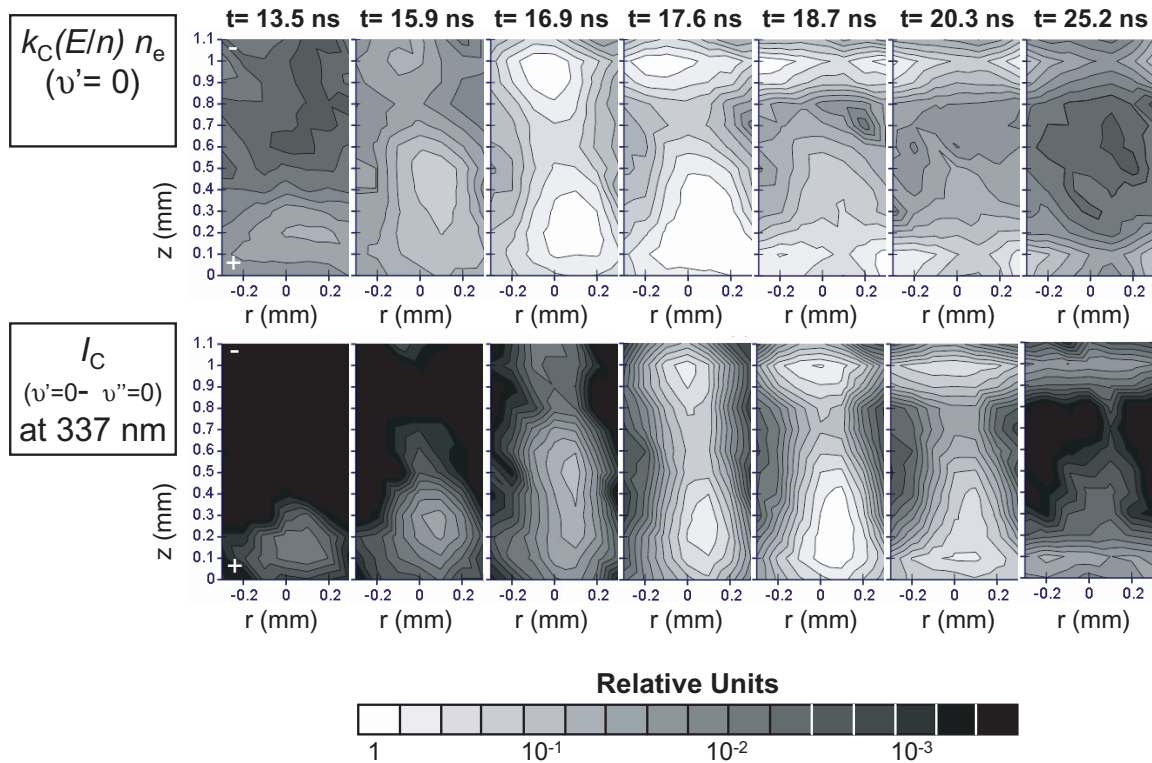 t= 13.5 ns t= 15.9 ns t= 16.9 ns t= 17.6 ns t= 18.7 ns t= 20.3 ns t= 25.2 ns
k_C(E/n) n_e
(υ'= 0)
1.1
1
0.9
0.8
0.7
0.6
0.5
0.4
0.3
0.2
0.1
0
z (mm)
-
+
-0.2 0 0.2 -0.2 0 0.2 -0.2 0 0.2 -0.2 0 0.2 -0.2 0 0.2 -0.2 0 0.2 -0.2 0 0.2
r (mm) r (mm) r (mm) r (mm) r (mm) r (mm) r (mm)
I_C
(υ'=0- υ''=0)
at 337 nm
1.1
1
0.9
0.8
0.7
0.6
0.5
0.4
0.3
0.2
0.1
0
z (mm)
-
+
-0.2 0 0.2 -0.2 0 0.2 -0.2 0 0.2 -0.2 0 0.2 -0.2 0 0.2 -0.2 0 0.2 -0.2 0 0.2
r (mm) r (mm) r (mm) r (mm) r (mm) r (mm) r (mm)
Relative Units
1 10⁻¹ 10⁻² 10⁻³